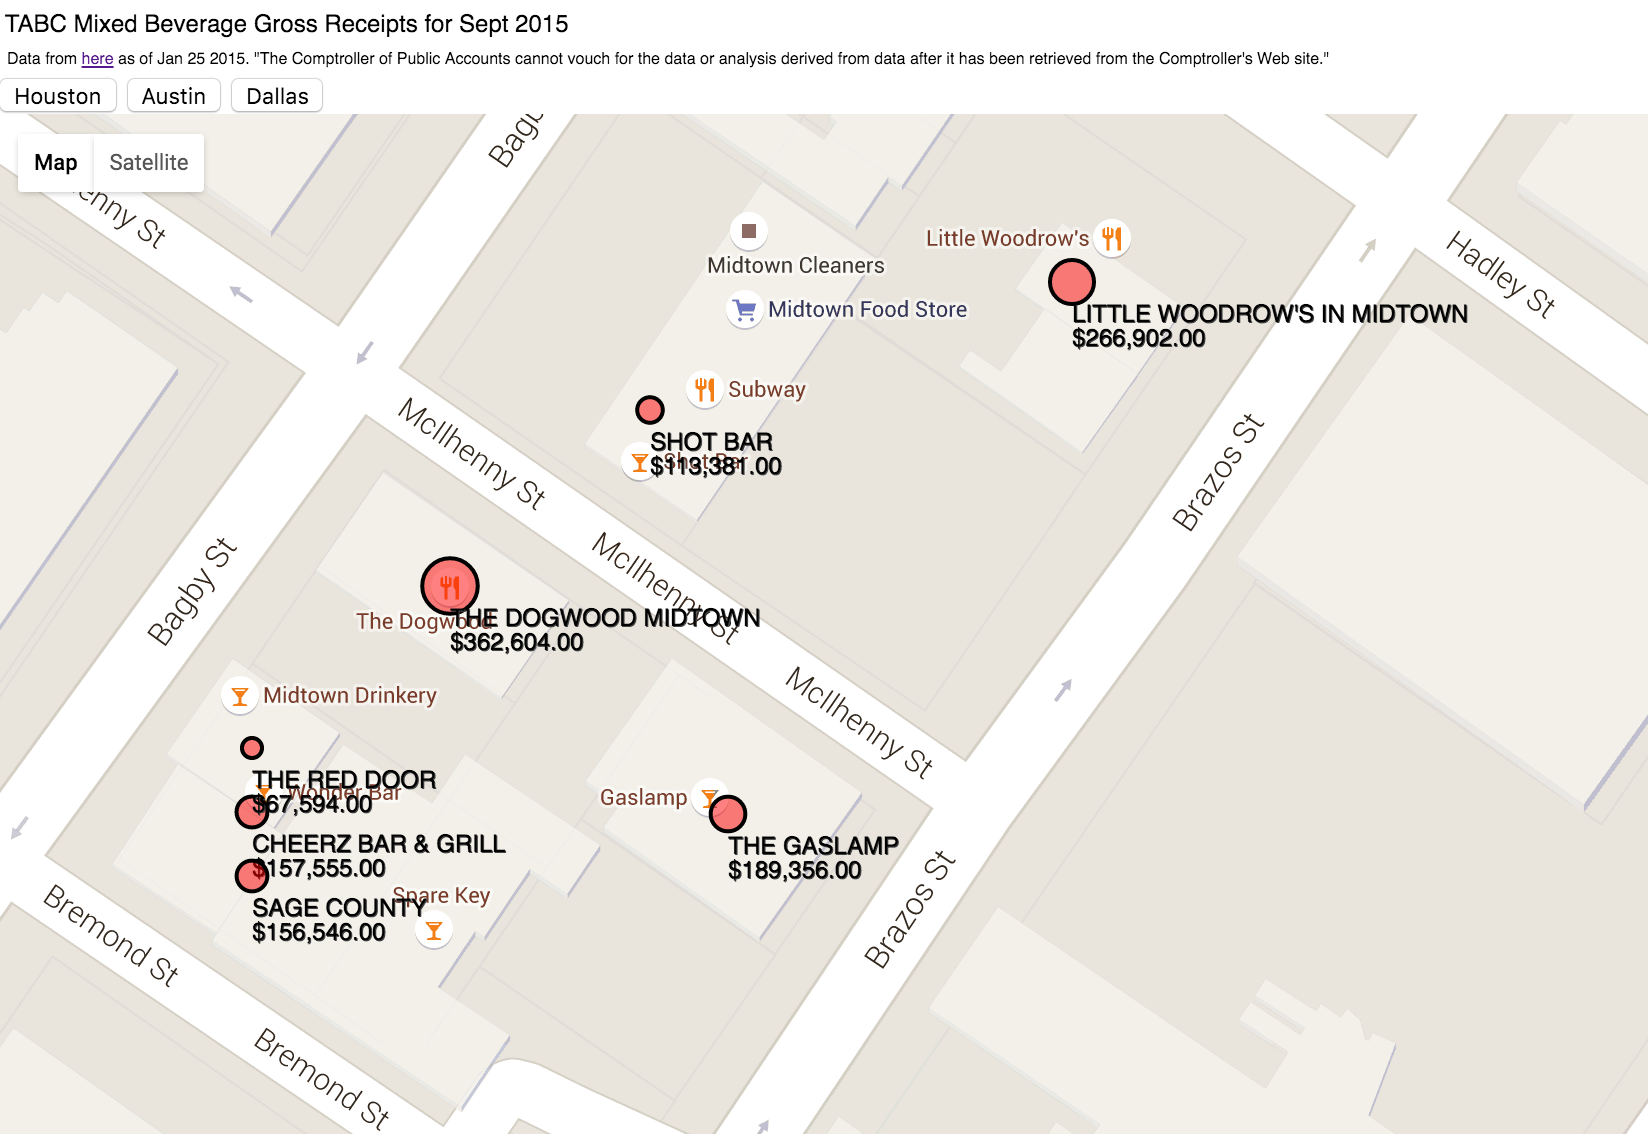 TABC Mixed Beverage Gross Receipts for Sept 2015
Data from here as of Jan 25 2015. "The Comptroller of Public Accounts cannot vouch for the data or analysis derived from data after it has been retrieved from the Comptroller's Web site."
Houston Austin Dallas
Map Satellite
Bagby
enny St
Little Woodrow's
Midtown Cleaners
Hadley St
Midtown Food Store
LITTLE WOODROW'S IN MIDTOWN
$266,902.00
Subway
McIlhenny St
SHOT BAR
Shot Bar
$113,381.00
Brazos St
Bagby St
McIlhenny St
The Dogwood
THE DOGWOOD MIDTOWN
$362,604.00
Midtown Drinkery
McIlhenny St
THE RED DOOR
Wonder Bar
$67,594.00
Gaslamp
CHEERZ BAR & GRILL
$157,555.00
THE GASLAMP
$189,356.00
Spare Key
SAGE COUNTY
$156,546.00
Brazos St
Bremond St
Bremond St